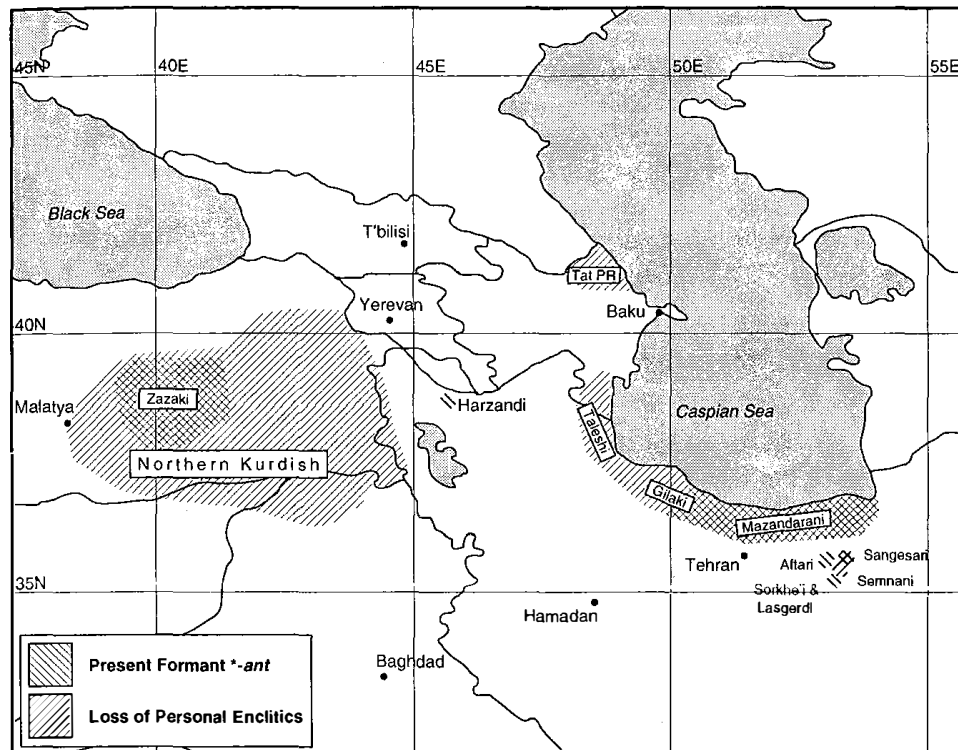 45N 40E 45E 50E 55E
Black Sea
T'bilisi
Tat PR
Yerevan
Baku
40N
Zazaki
Malatya
Harzandi
Caspian Sea
Taleshi
Northern Kurdish
Gilaki
Mazandarani
Tehran
Aftari
Sangesari
Semnani
35N
Sorkhe'i &
Lasgerdi
Hamadan
Baghdad
Present Formant *-ant
Loss of Personal Enclitics